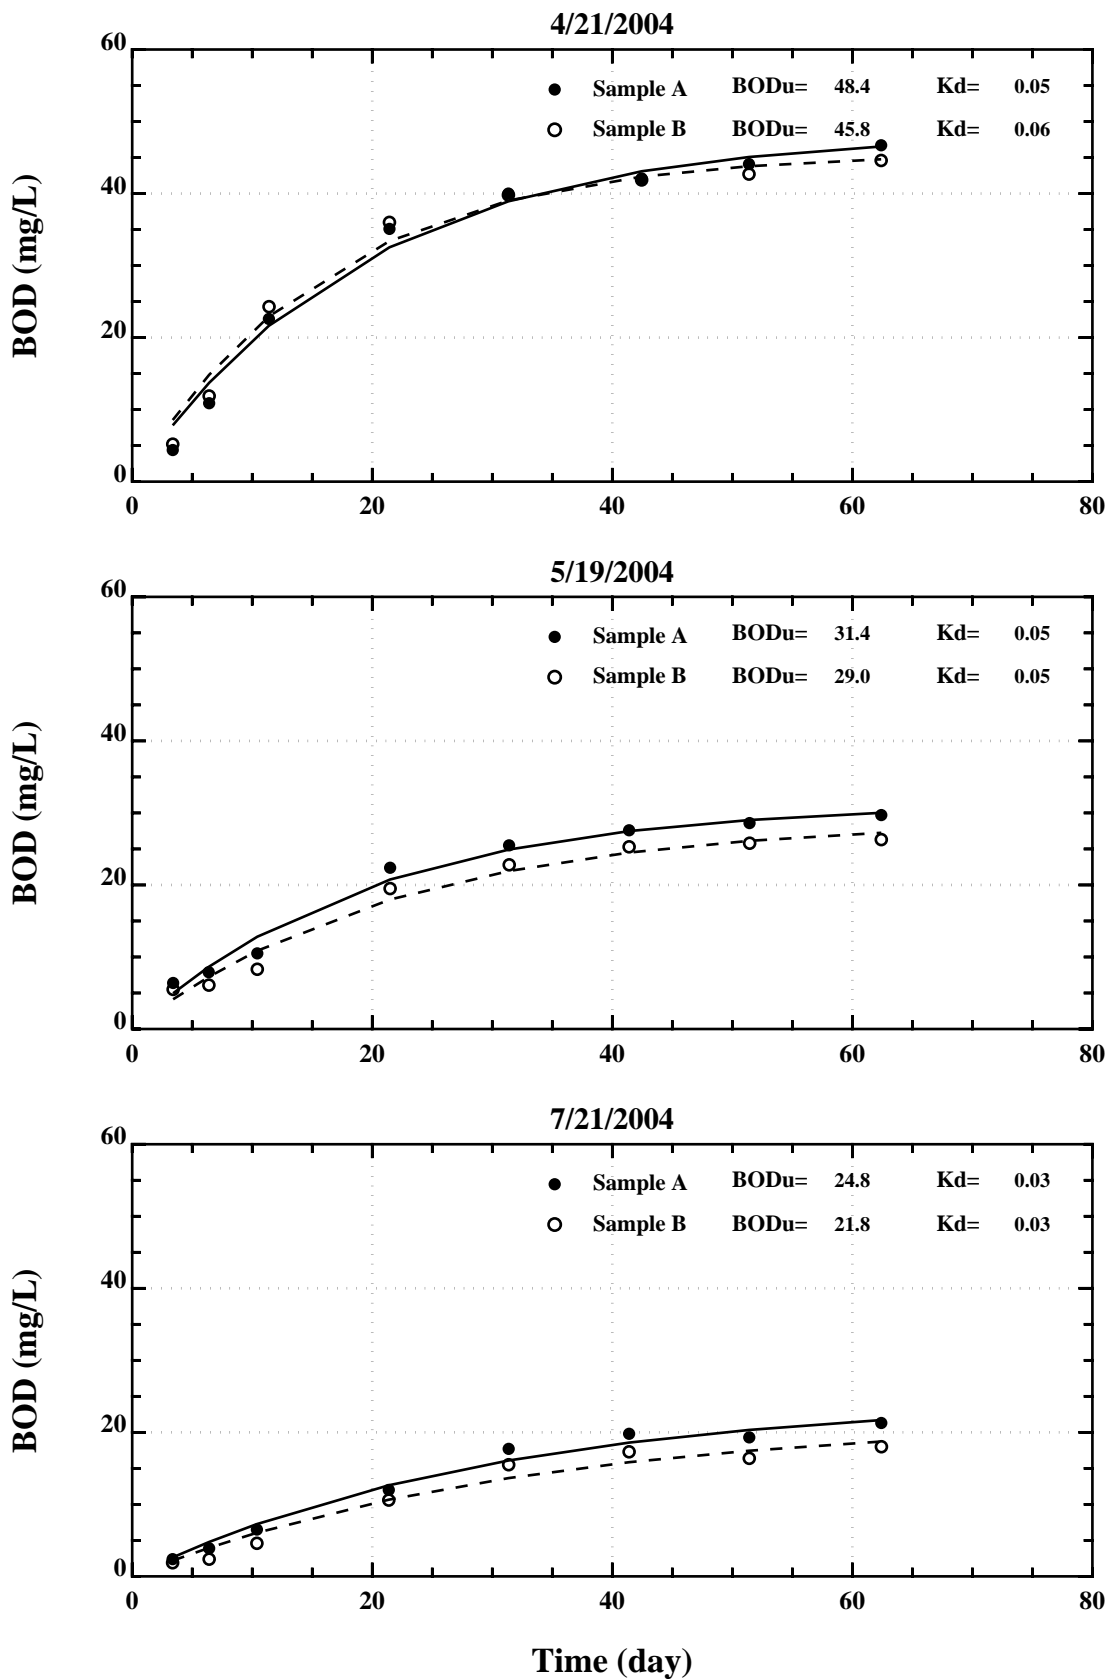 4/21/2004
60
Sample A BODu= 48.4 Kd= 0.05
Sample B BODu= 45.8 Kd= 0.06
40
BOD (mg/L)
20
0
0 20 40 60 80
5/19/2004
60
Sample A BODu= 31.4 Kd= 0.05
Sample B BODu= 29.0 Kd= 0.05
40
BOD (mg/L)
20
0
0 20 40 60 80
7/21/2004
60
Sample A BODu= 24.8 Kd= 0.03
Sample B BODu= 21.8 Kd= 0.03
40
BOD (mg/L)
20
0
0 20 40 60 80
Time (day)